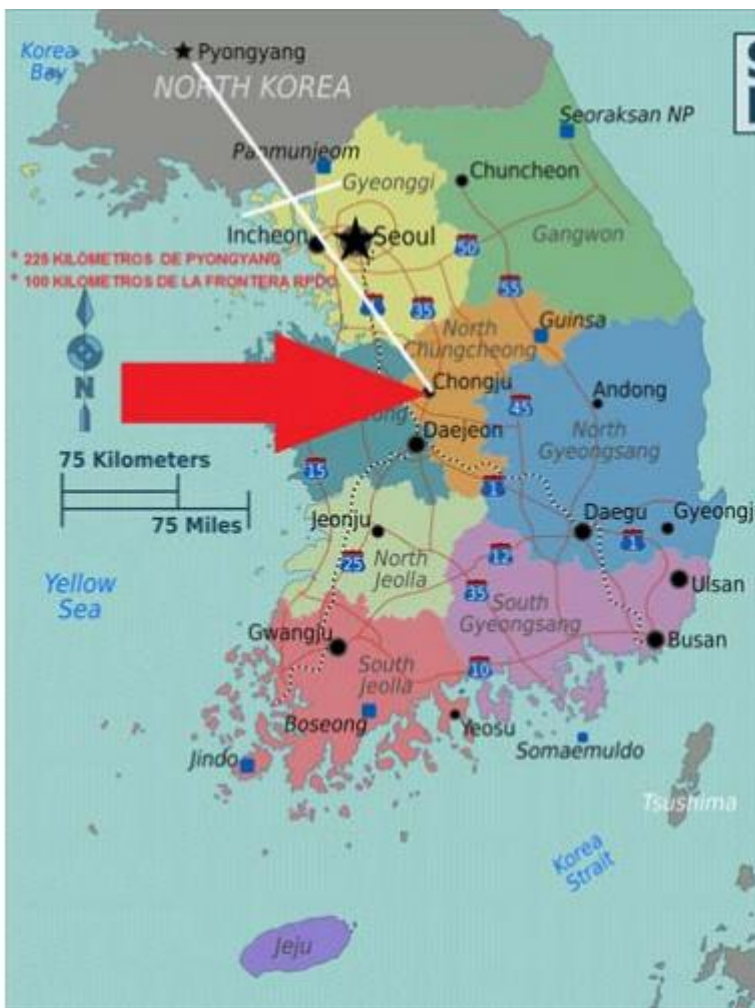 S
Korea
Bay
Pyongyang
NORTH KOREA
Seoraksan NP
Panmunjeom
Gyeonggi
Chuncheon
Gangwon
Incheon
Seoul
50
* 225 KILÓMETROS DE PYONGYANG
* 100 KILOMETROS DE LA FRONTERA RPDC
55
35
N
North
Chungcheong
Guinsa
Chongju
Andong
45
Daejeon
North
Gyeongsang
75 Kilometers
15
75 Miles
1
Jeonju
Daegu
Gyeongj
1
12
25
North
Jeolla
35
Ulsan
Yellow
Sea
South
Gyeongsang
Gwangju
Busan
South
Jeolla
10
Boseong
Yeosu
Somaemuldo
Jindo
Tsushima
Korea
Strait
Jeju